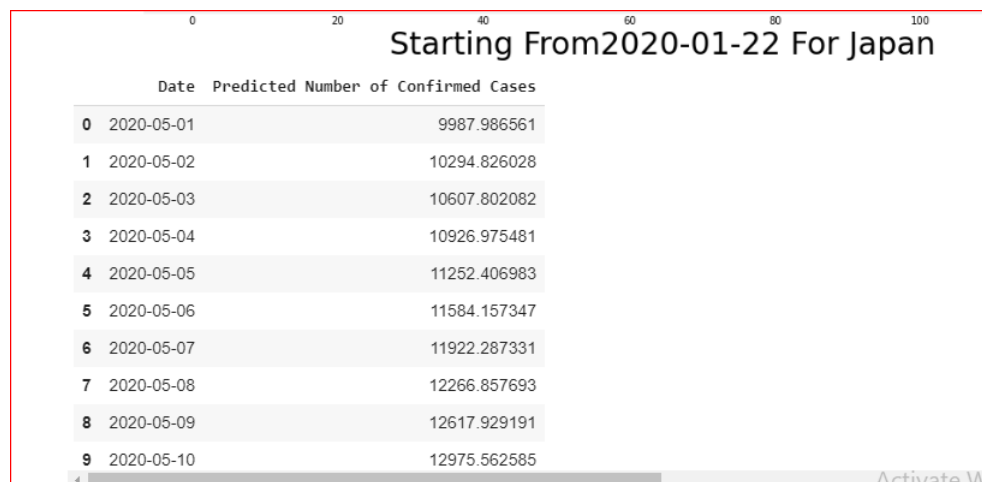 0 20 40 60 80 100
Starting From2020-01-22 For Japan
Date Predicted Number of Confirmed Cases
0 2020-05-01 9987.986561
1 2020-05-02 10294.826028
2 2020-05-03 10607.802082
3 2020-05-04 10926.975481
4 2020-05-05 11252.406983
5 2020-05-06 11584.157347
6 2020-05-07 11922.287331
7 2020-05-08 12266.857693
8 2020-05-09 12617.929191
9 2020-05-10 12975.562585
Activate W